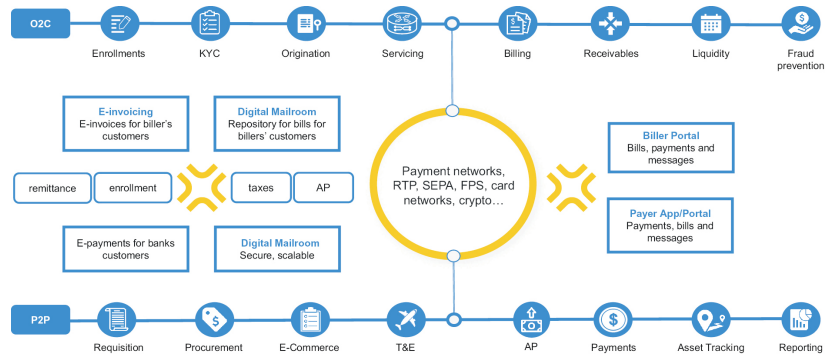 O2C
Enrollments
KYC
Origination
Servicing
Billing
Receivables
Liquidity
Fraud
prevention
E-invoicing
E-invoices for biller's
customers
Digital Mailroom
Repository for bills for
billers' customers
remittance
enrollment
taxes
AP
E-payments for banks
customers
Digital Mailroom
Secure, scalable
Payment networks,
RTP, SEPA, FPS, card
networks, crypto…
Biller Portal
Bills, payments and
messages
Payer App/Portal
Payments, bills and
messages
P2P
Requisition
Procurement
E-Commerce
T&E
AP
Payments
Asset Tracking
Reporting